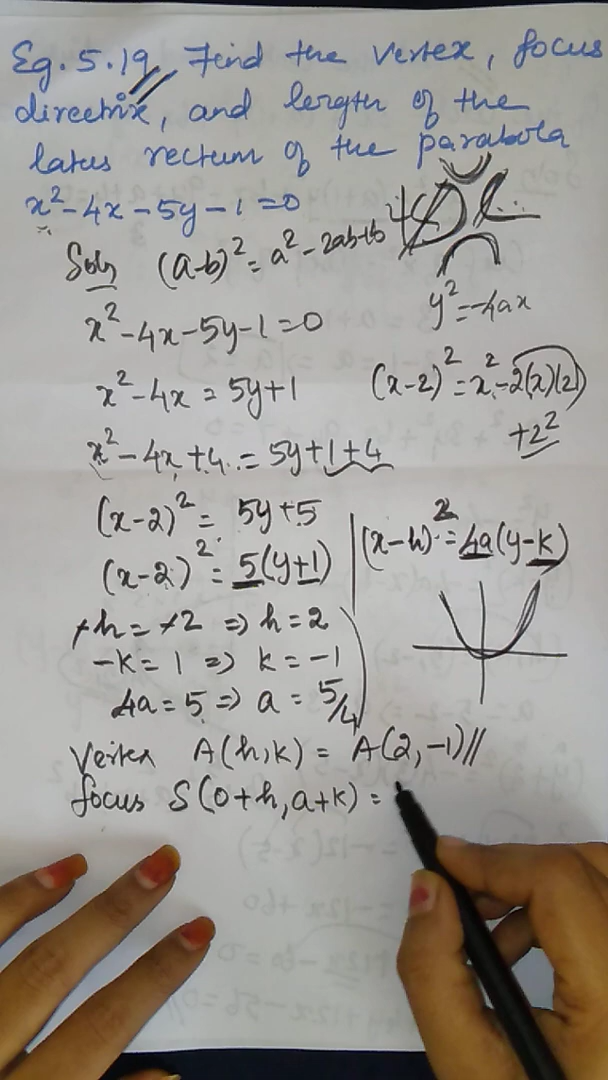 Eg. 5.19 Find the vertex, focus
directrix, and length of the
latus rectum of the parabola
x² - 4x - 5y - 1 = 0
Soln (a-b)² = a² - 2ab + b
y² = -4ax
x² - 4x - 5y - 1 = 0
x² - 4x = 5y + 1
(x-2)² = x² - 2(x)(2)
+ 2²
x² - 4x + 4 = 5y + 1 + 4
(x-2)² = 5y + 5
(x-h)² = 4a(y-k)
(x-2)² = 5(y+1)
-h = -2 => h = 2
-k = 1 => k = -1
4a = 5 => a = 5/4
Vertex A(h,k) = A(2,-1)//
focus S(0+h, a+k) =